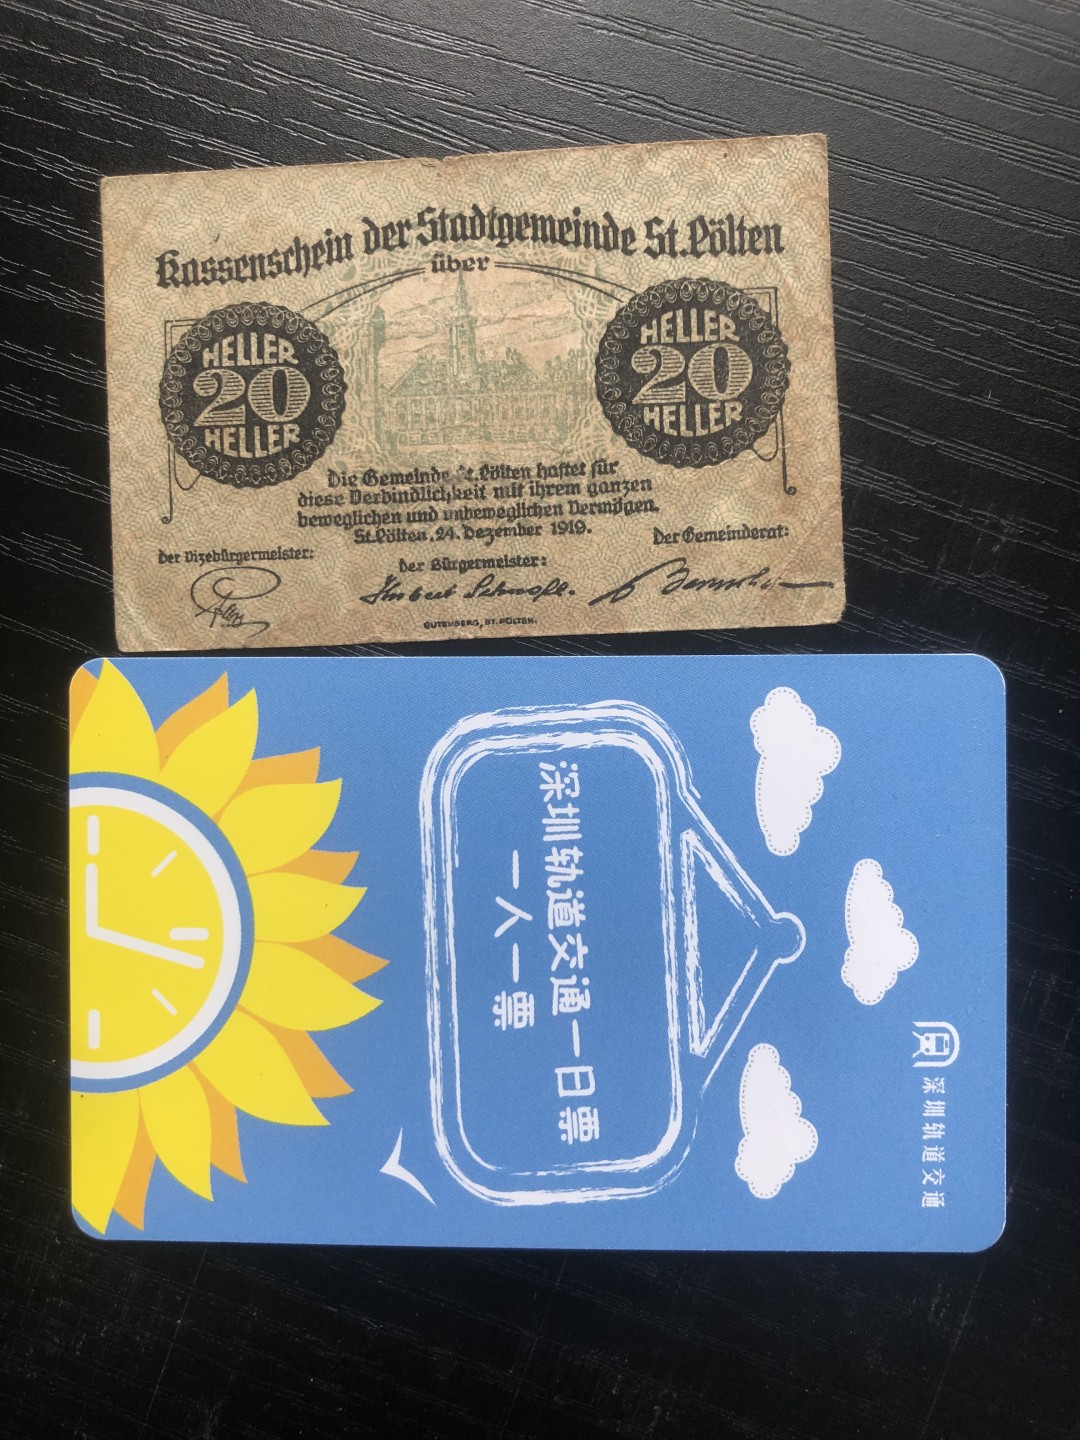 Kassenschein der Stadtgemeinde St. Pölten
über
HELLER
20
HELLER
HELLER
20
HELLER
Die Gemeinde St. Pölten haftet für
diese Verbindlichkeit mit ihrem ganzen
beweglichen und unbeweglichen Vermögen.
St. Pölten, 24. Dezember 1919.
Der Vizebürgermeister:
Der Bürgermeister:
Der Gemeinderat:
GUTENBERG, ST. PÖLTEN.
深圳轨道交通一日票
一人一票
深圳轨道交通